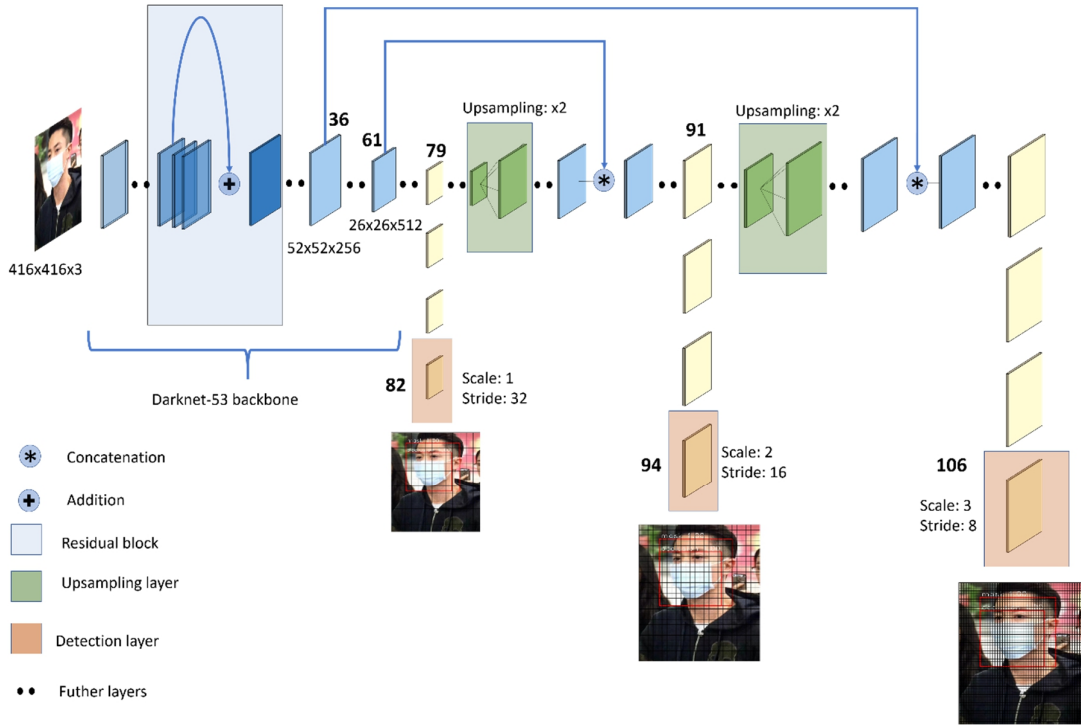 36
61
79
Upsampling: x2
91
Upsampling: x2
416x416x3
52x52x256
26x26x512
Darknet-53 backbone
82
Scale: 1
Stride: 32
94
Scale: 2
Stride: 16
106
Scale: 3
Stride: 8
* Concatenation
+ Addition
Residual block
Upsampling layer
Detection layer
•• Futher layers